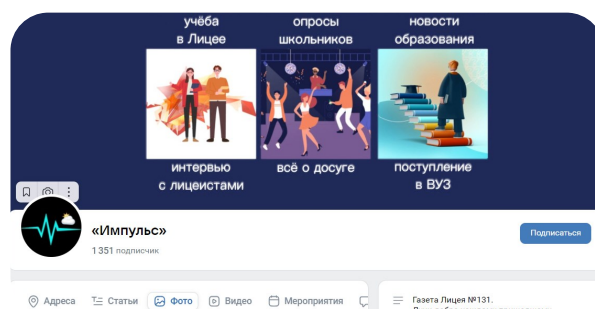 учёба
в Лицее
опросы
школьников
новости
образования
интервью
с лицеистами
всё о досуге
поступление
в ВУЗ
«Импульс»
1 351 подписчик
Подписаться
Адреса
Статьи
Фото
Видео
Мероприятия
Газета Лицея №131.